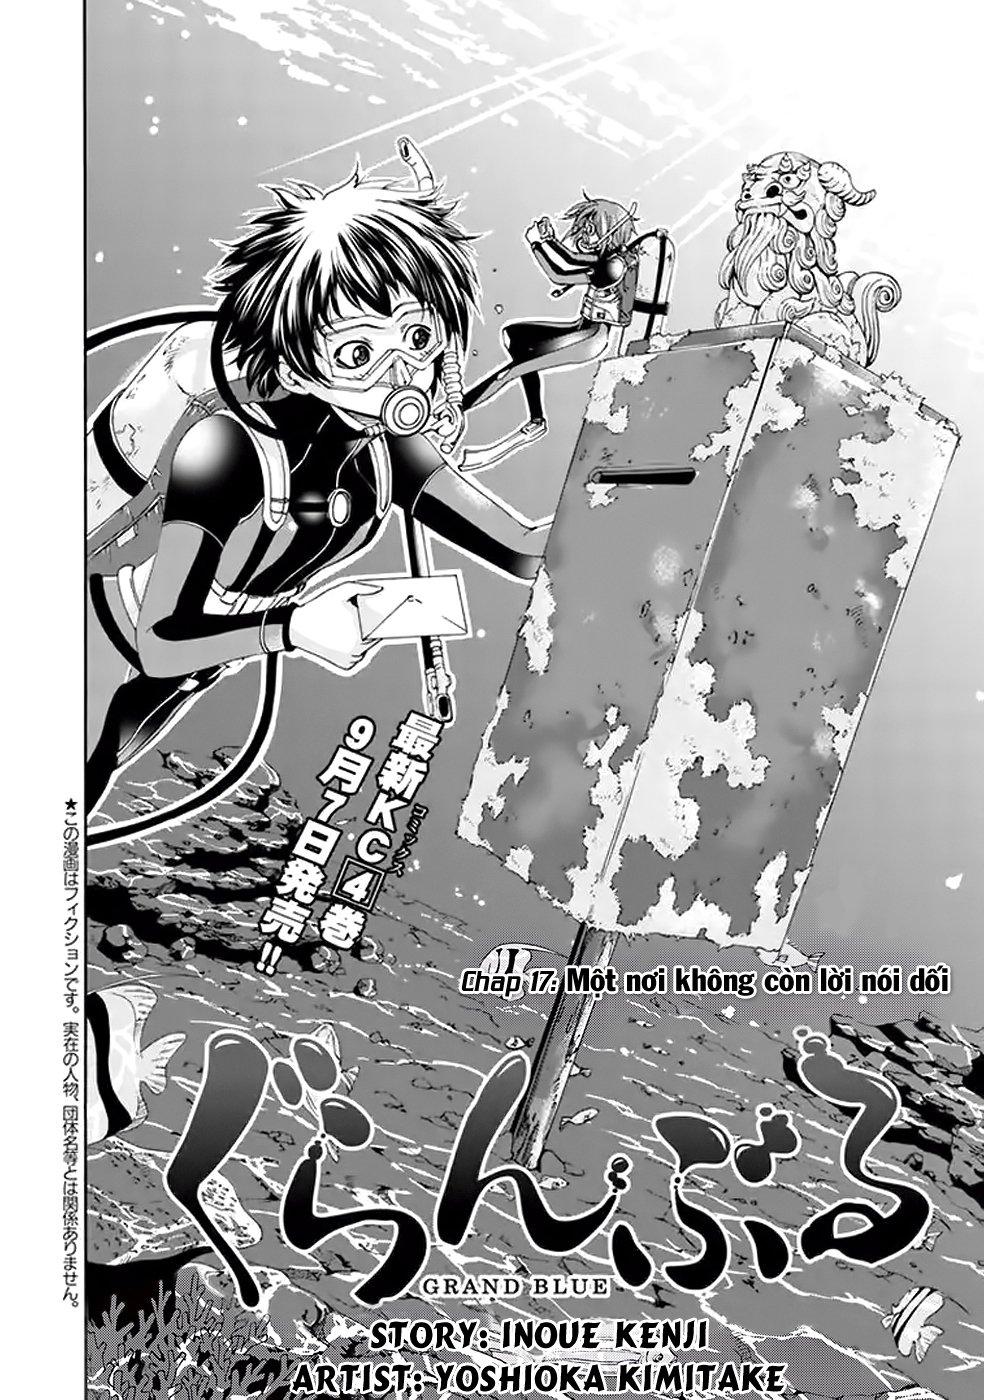 最新KC4巻
コミックス
9月7日発売!!
★この漫画はフィクションです。実在の人物、団体名等とは関係ありません。
Chap 17: Một nơi không còn lời nói dối
ぐらんぶる
GRAND BLUE
STORY: INOUE KENJI
ARTIST: YOSHIOKA KIMITAKE